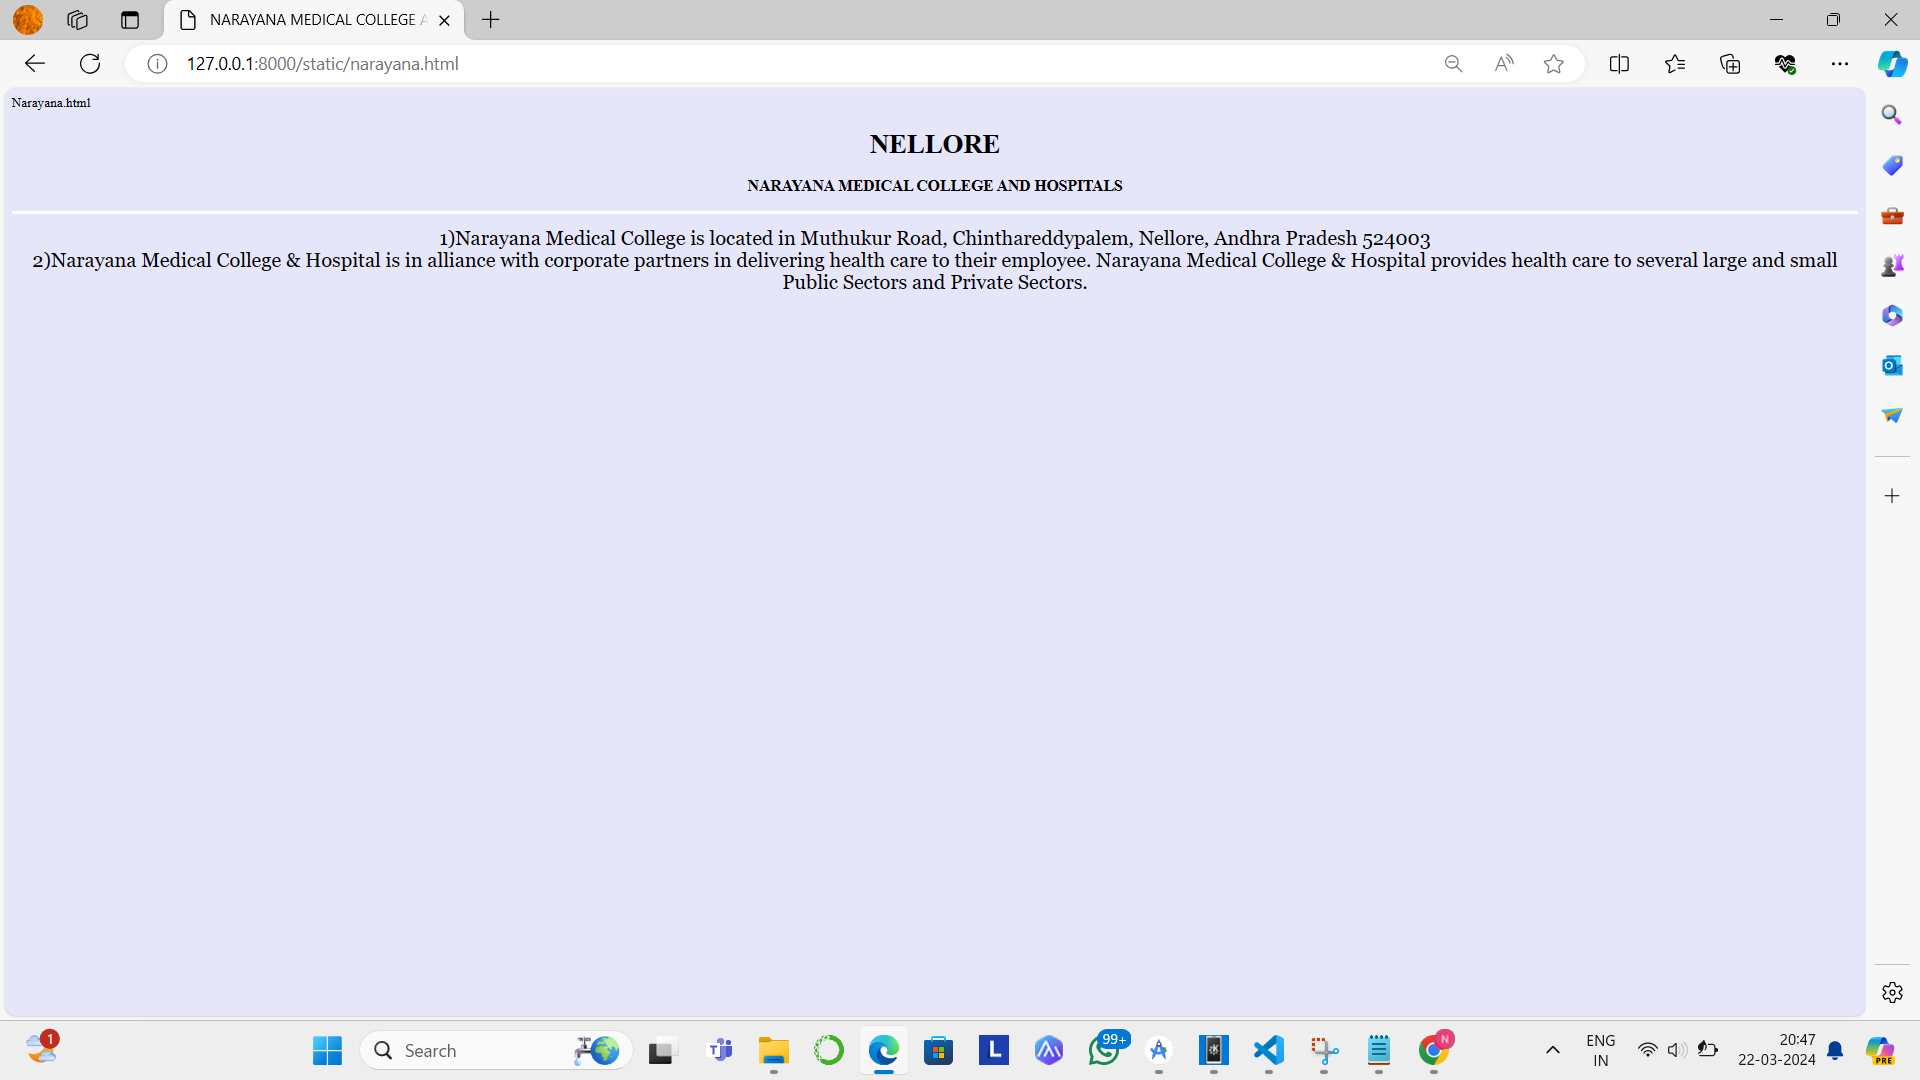 NARAYANA MEDICAL COLLEGE A
127.0.0.1:8000/static/narayana.html
Narayana.html
NELLORE
NARAYANA MEDICAL COLLEGE AND HOSPITALS
1)Narayana Medical College is located in Muthukur Road, Chinthareddypalem, Nellore, Andhra Pradesh 524003
2)Narayana Medical College & Hospital is in alliance with corporate partners in delivering health care to their employee. Narayana Medical College & Hospital provides health care to several large and small
Public Sectors and Private Sectors.
1
Search
99+
L
N
ENG
IN
20:47
22-03-2024
PRE